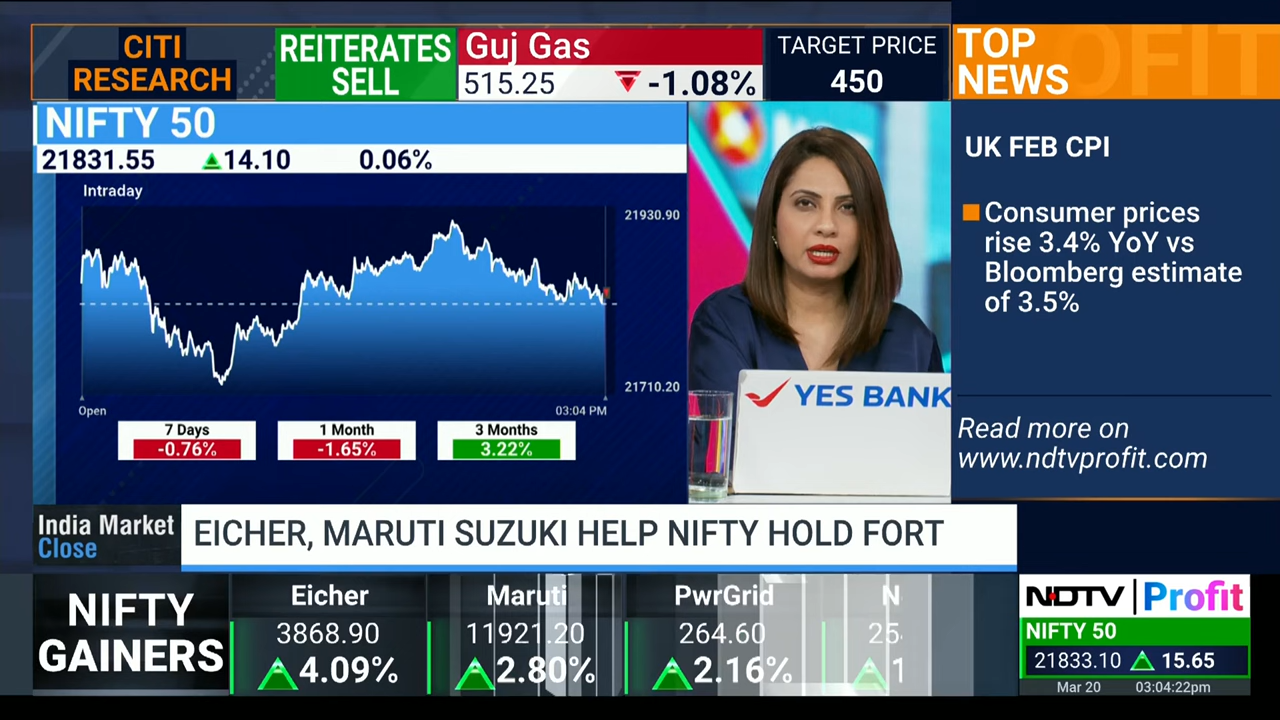 CITI
RESEARCH
REITERATES
SELL
Guj Gas
515.25 -1.08%
TARGET PRICE
450
TOP
NEWS
NIFTY 50
21831.55 14.10 0.06%
Intraday
21930.90
21710.20
Open 03:04 PM
7 Days
-0.76%
1 Month
-1.65%
3 Months
3.22%
YES BANK
UK FEB CPI
Consumer prices
rise 3.4% YoY vs
Bloomberg estimate
of 3.5%
Read more on
www.ndtvprofit.com
India Market
Close
EICHER, MARUTI SUZUKI HELP NIFTY HOLD FORT
NIFTY
GAINERS
Eicher
3868.90
4.09%
Maruti
11921.20
2.80%
PwrGrid
264.60
2.16%
N
25
1
NDTV Profit
NIFTY 50
21833.10 15.65
Mar 20 03:04:22pm